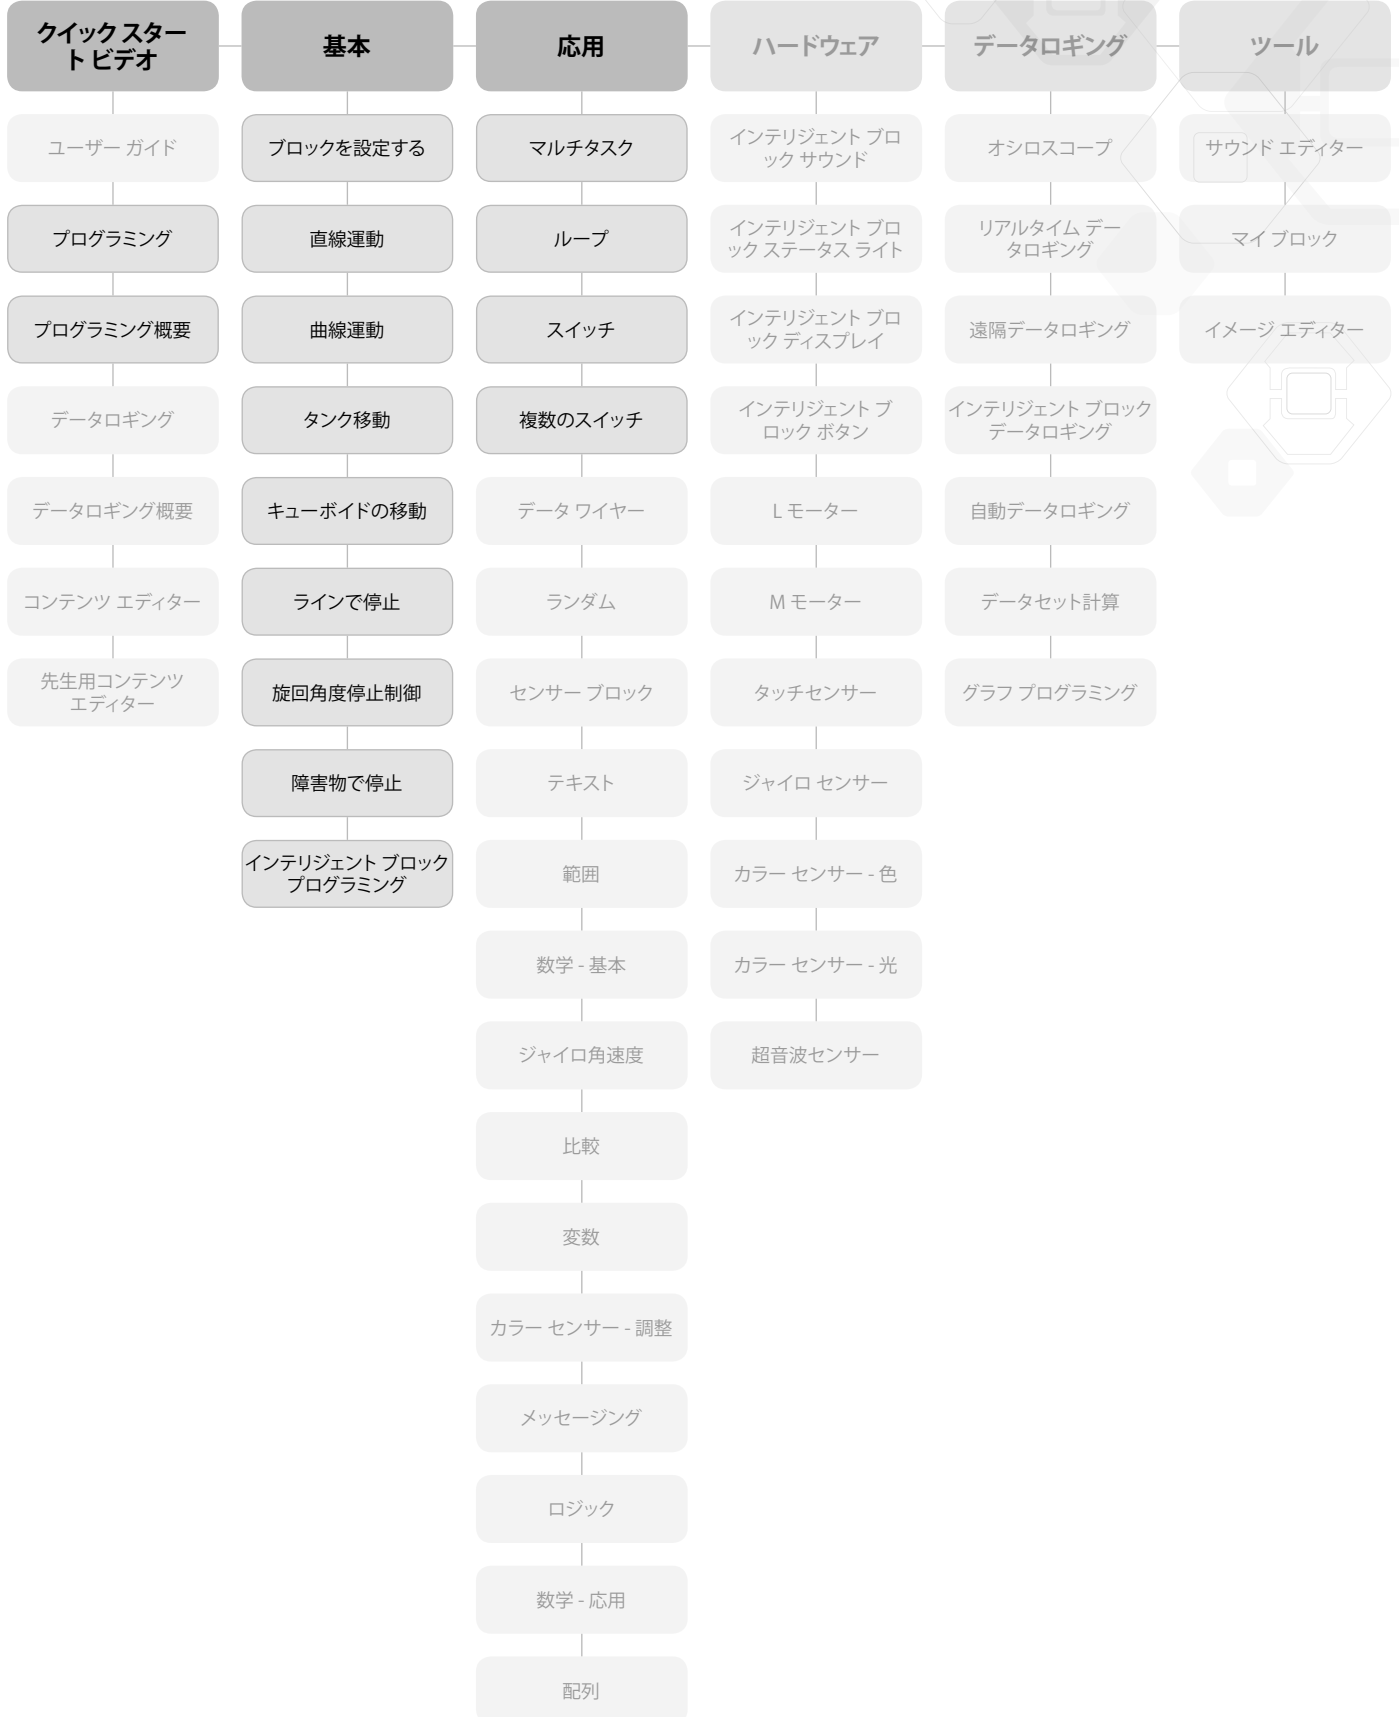 クイック スター
ト ビデオ
基本
応用
ハードウェア
データロギング
ツール
ユーザー ガイド
プログラミング
プログラミング概要
データロギング
データロギング概要
コンテンツ エディター
先生用コンテンツ
エディター
ブロックを設定する
直線運動
曲線運動
タンク移動
キューボイドの移動
ラインで停止
旋回角度停止制御
障害物で停止
インテリジェント ブロック
プログラミング
マルチタスク
ループ
スイッチ
複数のスイッチ
データ ワイヤー
ランダム
センサー ブロック
テキスト
範囲
数学 - 基本
ジャイロ角速度
比較
変数
カラー センサー - 調整
メッセージング
ロジック
数学 - 応用
配列
インテリジェント ブロ
ック サウンド
インテリジェント ブロ
ック ステータス ライト
インテリジェント ブロ
ック ディスプレイ
インテリジェント ブ
ロック ボタン
L モーター
M モーター
タッチセンサー
ジャイロ センサー
カラー センサー - 色
カラー センサー - 光
超音波センサー
オシロスコープ
リアルタイム デー
タロギング
遠隔データロギング
インテリジェント ブロック
データロギング
自動データロギング
データセット計算
グラフ プログラミング
サウンド エディター
マイ ブロック
イメージ エディター